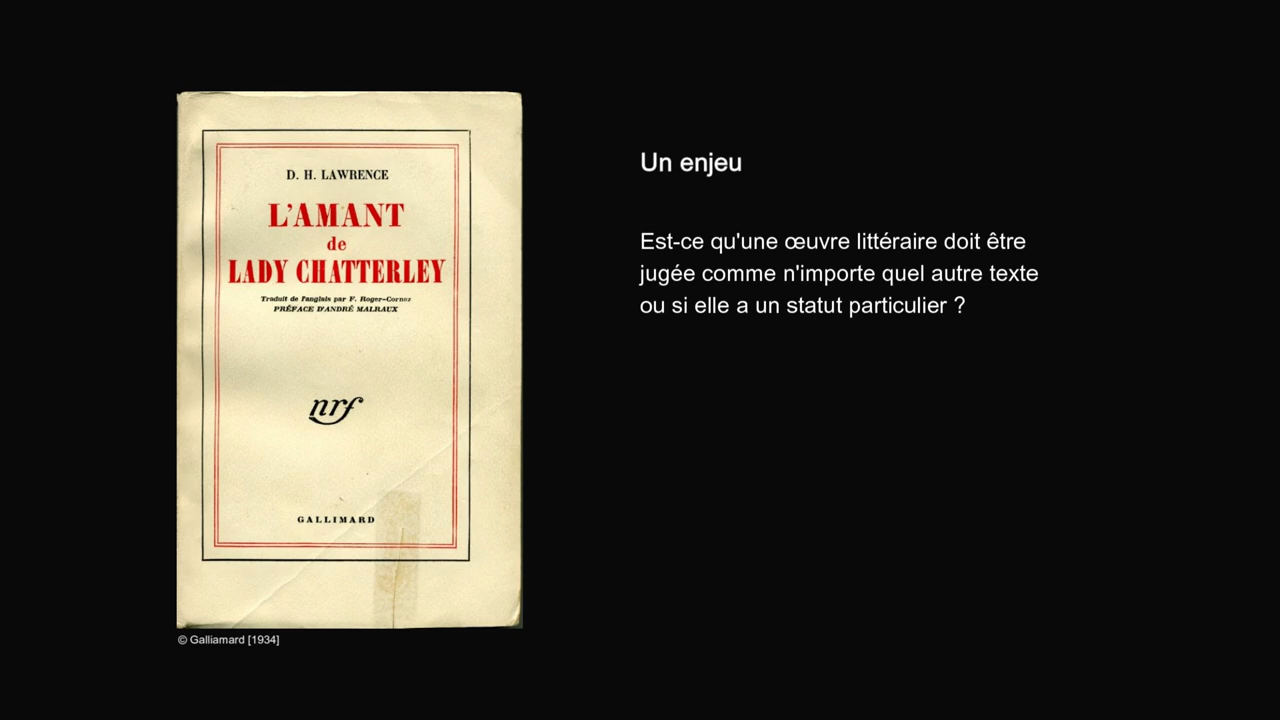 D. H. LAWRENCE
L'AMANT
de
LADY CHATTERLEY
Traduit de l'anglais par F. Roger-Cornaz
PRÉFACE D'ANDRÉ MALRAUX
nrf
GALLIMARD
© Galliamard [1934]
Un enjeu
Est-ce qu'une œuvre littéraire doit être
jugée comme n'importe quel autre texte
ou si elle a un statut particulier ?